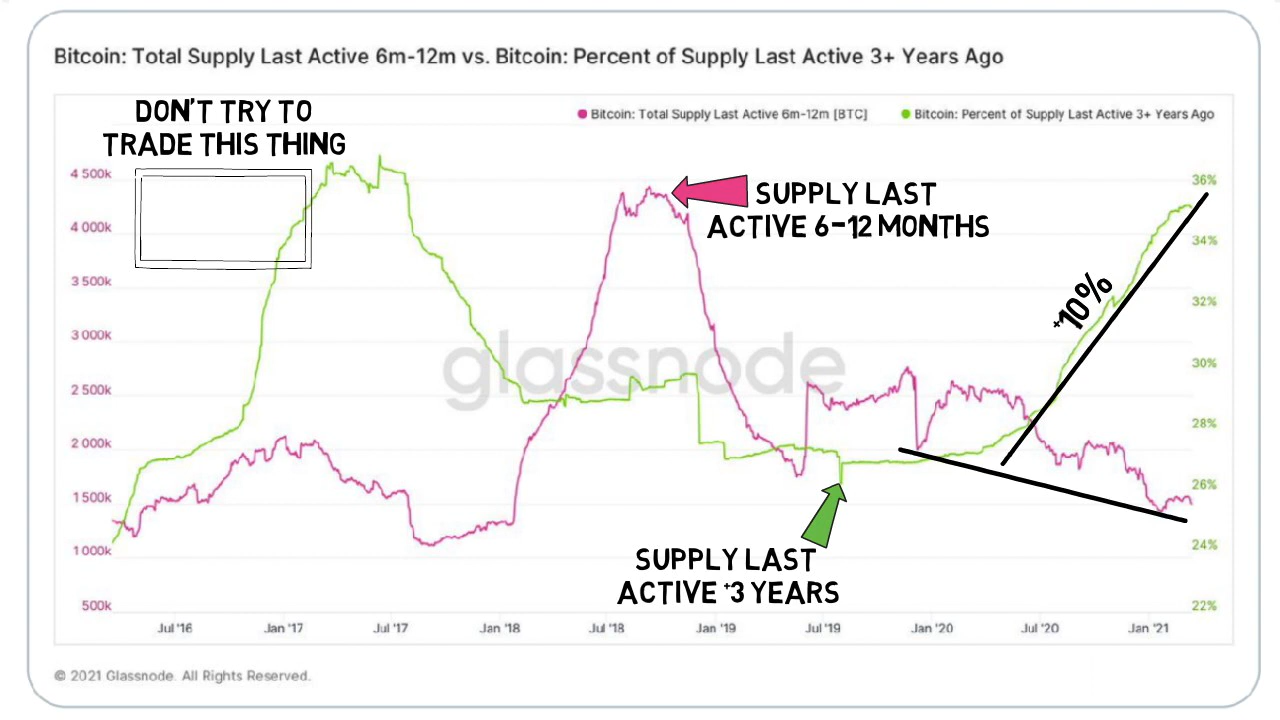 Bitcoin: Total Supply Last Active 6m-12m vs. Bitcoin: Percent of Supply Last Active 3+ Years Ago
DON'T TRY TO
TRADE THIS THING
Bitcoin: Total Supply Last Active 6m-12m [BTC]
Bitcoin: Percent of Supply Last Active 3+ Years Ago
4 500k
4 000k
3 500k
3 000k
2 500k
2 000k
1 500k
1 000k
500k
SUPPLY LAST
ACTIVE 6-12 MONTHS
+10%
glassnode
SUPPLY LAST
ACTIVE +3 YEARS
36%
34%
32%
30%
28%
26%
24%
22%
Jul '16
Jan '17
Jul '17
Jan '18
Jul '18
Jan '19
Jul '19
Jan '20
Jul '20
Jan '21
© 2021 Glassnode. All Rights Reserved.